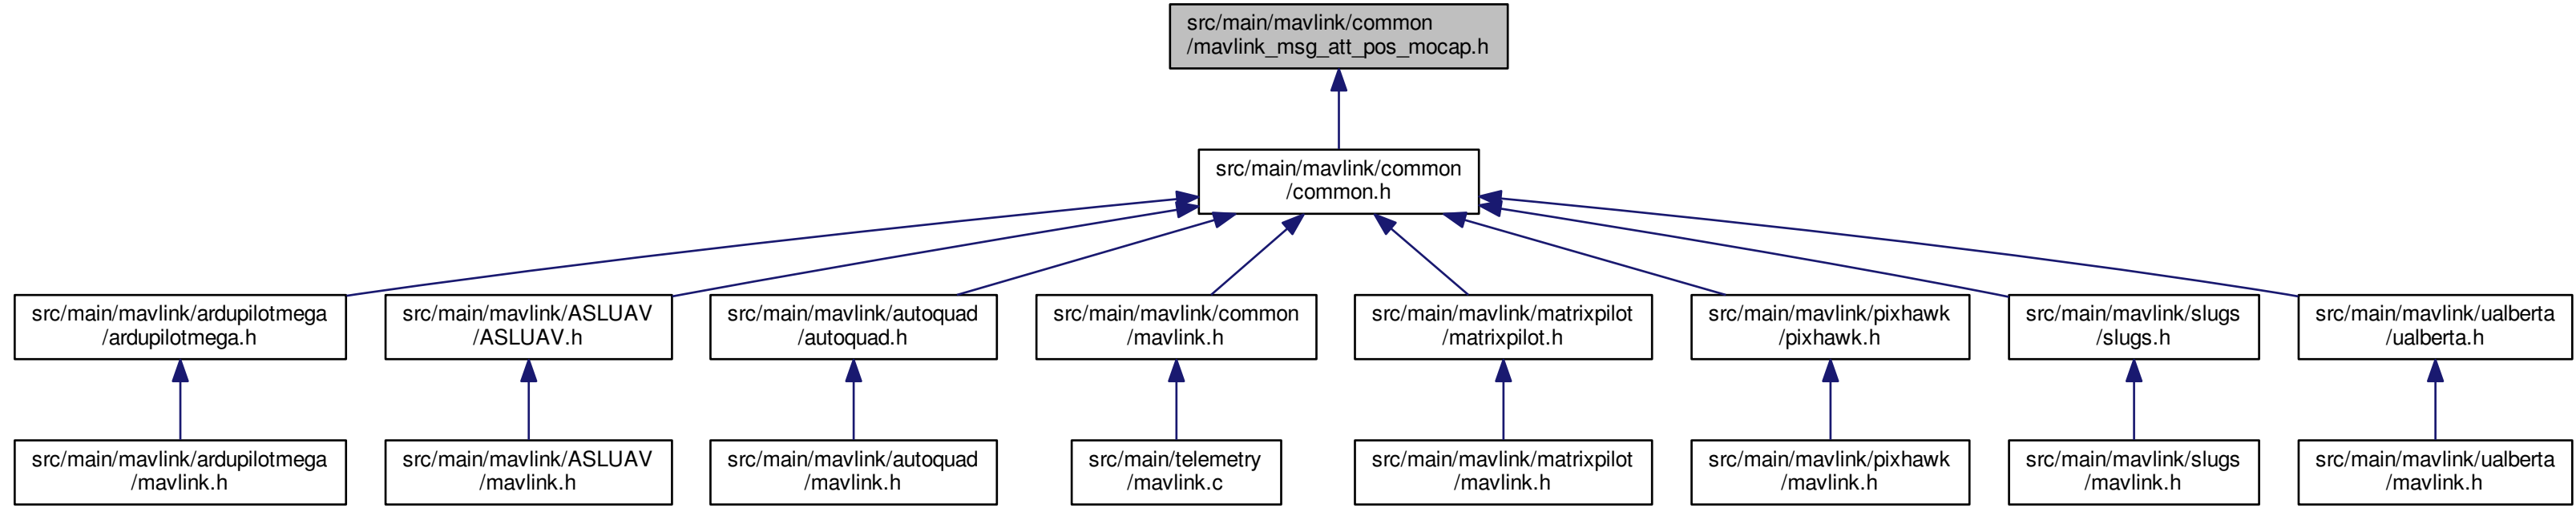 src/main/mavlink/common
/mavlink_msg_att_pos_mocap.h
src/main/mavlink/common
/common.h
src/main/mavlink/ardupilotmega
/ardupilotmega.h
src/main/mavlink/ASLUAV
/ASLUAV.h
src/main/mavlink/autoquad
/autoquad.h
src/main/mavlink/common
/mavlink.h
src/main/mavlink/matrixpilot
/matrixpilot.h
src/main/mavlink/pixhawk
/pixhawk.h
src/main/mavlink/slugs
/slugs.h
src/main/mavlink/ualberta
/ualberta.h
src/main/mavlink/ardupilotmega
/mavlink.h
src/main/mavlink/ASLUAV
/mavlink.h
src/main/mavlink/autoquad
/mavlink.h
src/main/telemetry
/mavlink.c
src/main/mavlink/matrixpilot
/mavlink.h
src/main/mavlink/pixhawk
/mavlink.h
src/main/mavlink/slugs
/mavlink.h
src/main/mavlink/ualberta
/mavlink.h